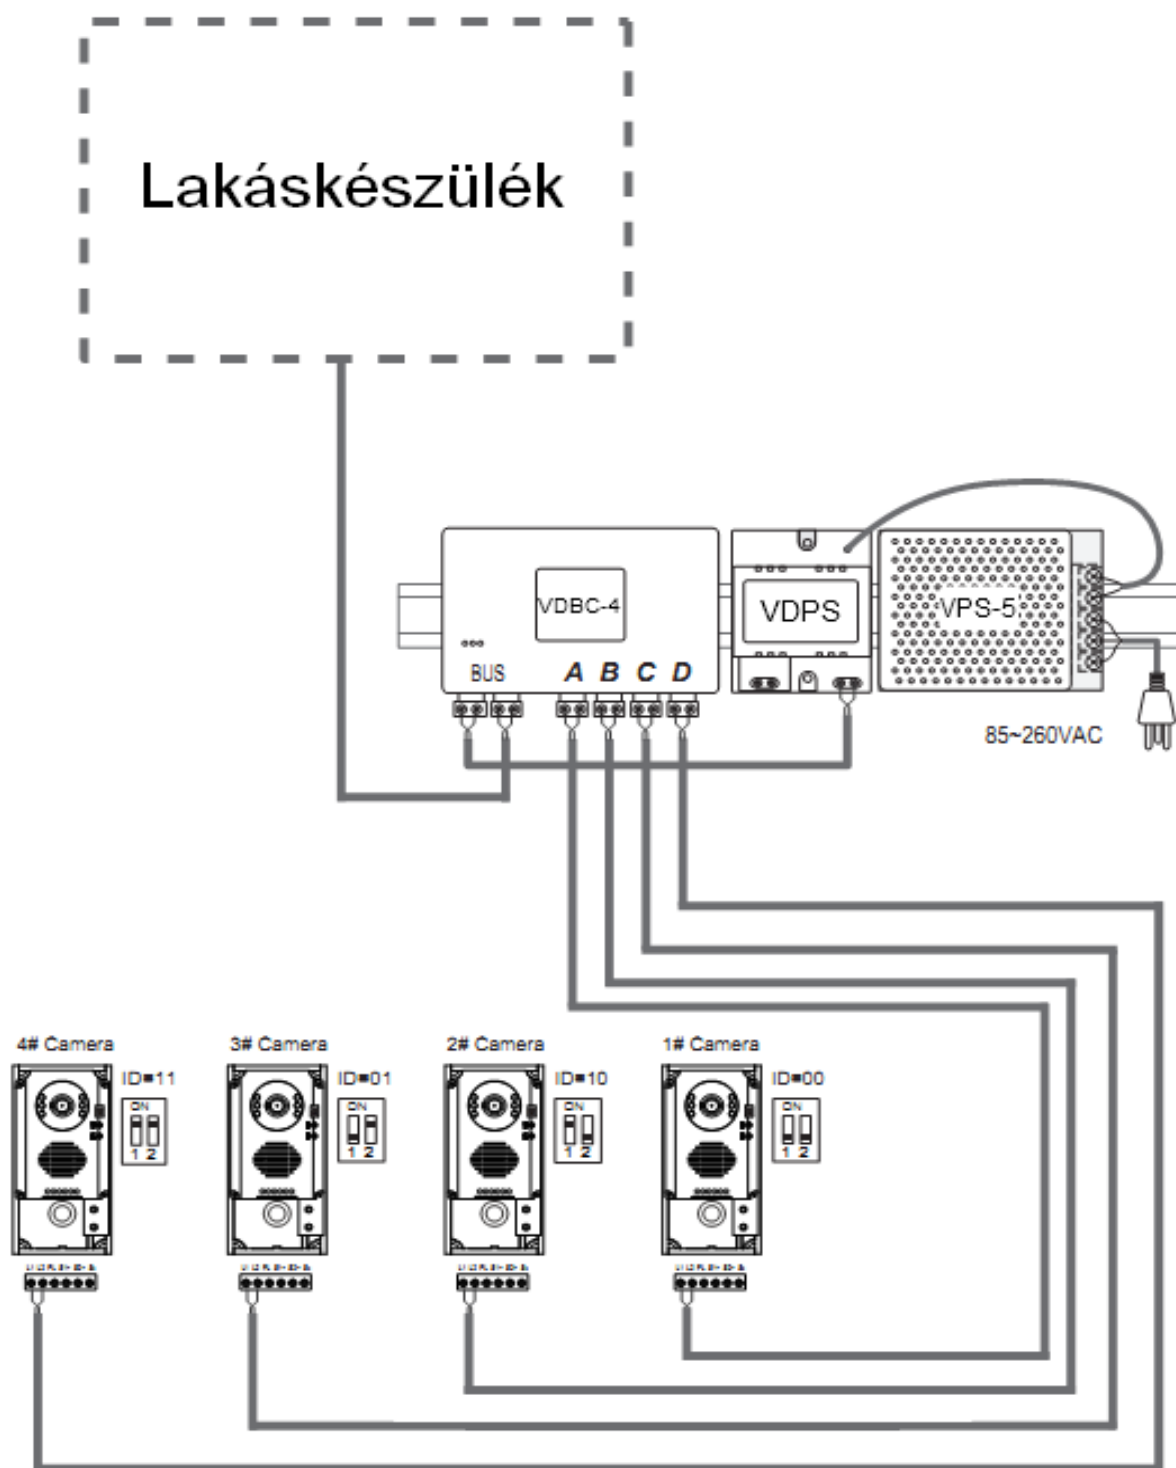 Lakáskészülék
VDBC-4
VDPS
VPS-5
BUS A B C D
85~260VAC
4# Camera
3# Camera
2# Camera
1# Camera
ID=11
ID=01
ID=10
ID=00
ON
1 2
ON
1 2
ON
1 2
ON
1 2